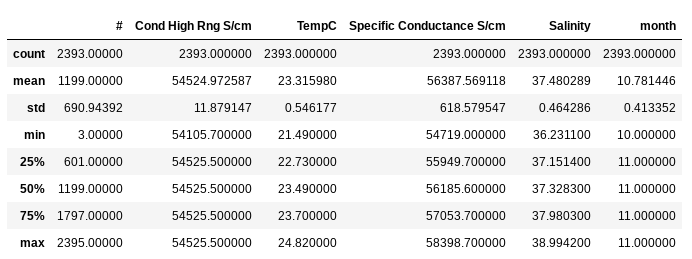 # Cond High Rng S/cm TempC Specific Conductance S/cm Salinity month
count 2393.00000 2393.000000 2393.000000 2393.000000 2393.000000 2393.000000
mean 1199.00000 54524.972587 23.315980 56387.569118 37.480289 10.781446
std 690.94392 11.879147 0.546177 618.579547 0.464286 0.413352
min 3.00000 54105.700000 21.490000 54719.000000 36.231100 10.000000
25% 601.00000 54525.500000 22.730000 55949.700000 37.151400 11.000000
50% 1199.00000 54525.500000 23.490000 56185.600000 37.328300 11.000000
75% 1797.00000 54525.500000 23.700000 57053.700000 37.980300 11.000000
max 2395.00000 54525.500000 24.820000 58398.700000 38.994200 11.000000